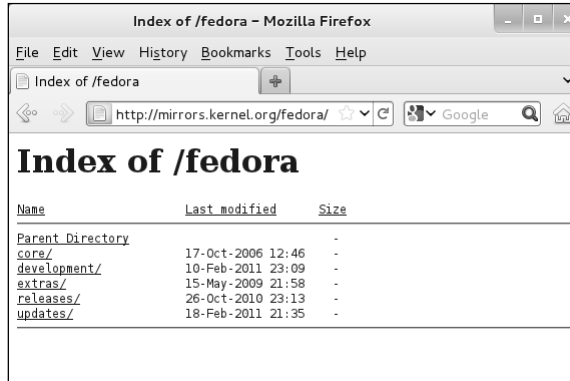 Index of /fedora – Mozilla Firefox
File Edit View History Bookmarks Tools Help
Index of /fedora
http://mirrors.kernel.org/fedora/ Google
Index of /fedora
Name Last modified Size
Parent Directory -
core/ 17-Oct-2006 12:46 -
development/ 10-Feb-2011 23:09 -
extras/ 15-May-2009 21:58 -
releases/ 26-Oct-2010 23:13 -
updates/ 18-Feb-2011 21:35 -